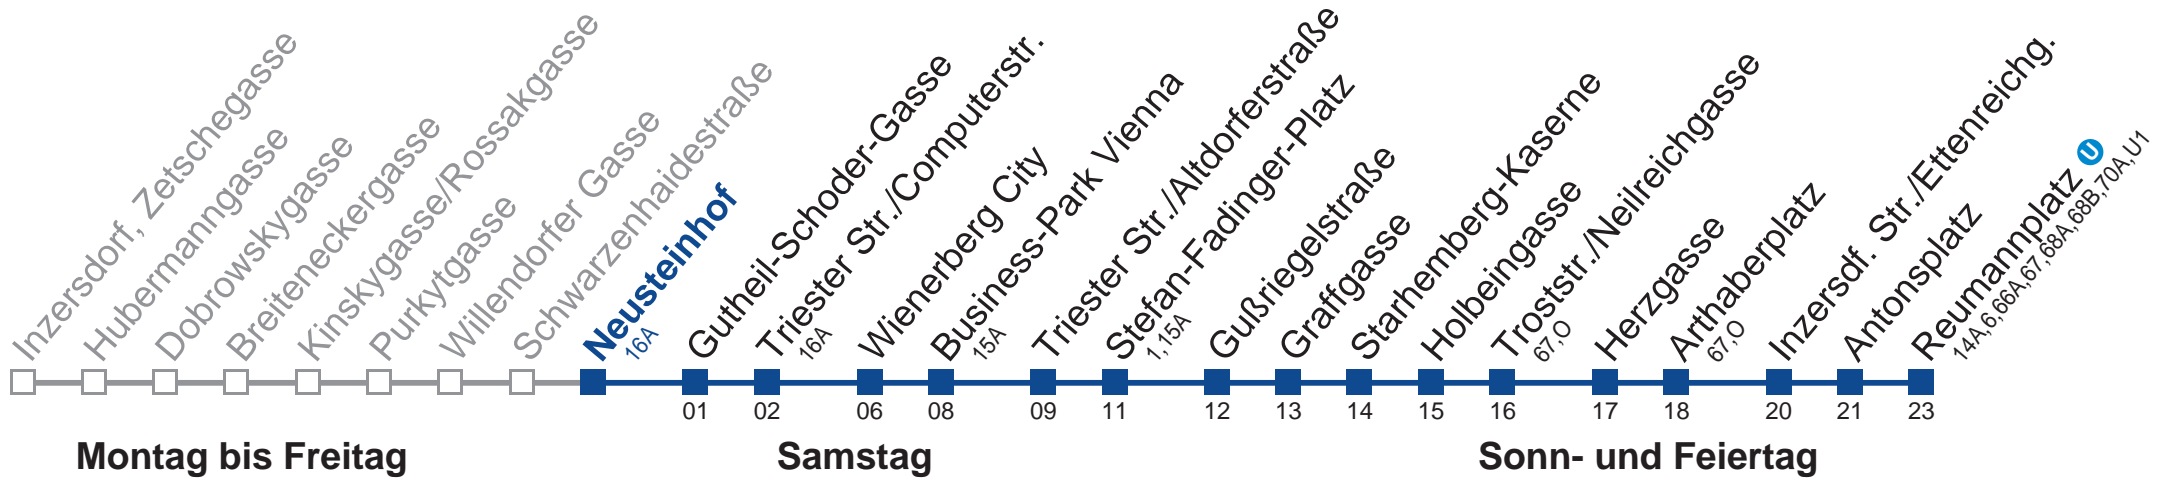 Inzersdorf, Zetschegasse
Hubermanngasse
Dobrowskygasse
Breiteneckergasse
Kinskygasse/Rossakgasse
Purkytgasse
Willendorfer Gasse
Schwarzenhaidestraße
Neusteinhof
16A
Gutheil-Schoder-Gasse
Triester Str./Computerstr.
16A
Wienerberg City
Business-Park Vienna
15A
Triester Str./Altdorferstraße
Stefan-Fadinger-Platz
1,15A
Gußriegelstraße
Graffgasse
Starhemberg-Kaserne
Holbeingasse
Troststr./Neilreichgasse
67,O
Herzgasse
Arthaberplatz
67,O
Inzersdf. Str./Ettenreichg.
Antonsplatz
Reumannplatz U
14A,6,66A,67,68A,68B,70A,U1
01 02 06 08 09 11 12 13 14 15 16 17 18 20 21 23
Montag bis Freitag Samstag Sonn- und Feiertag